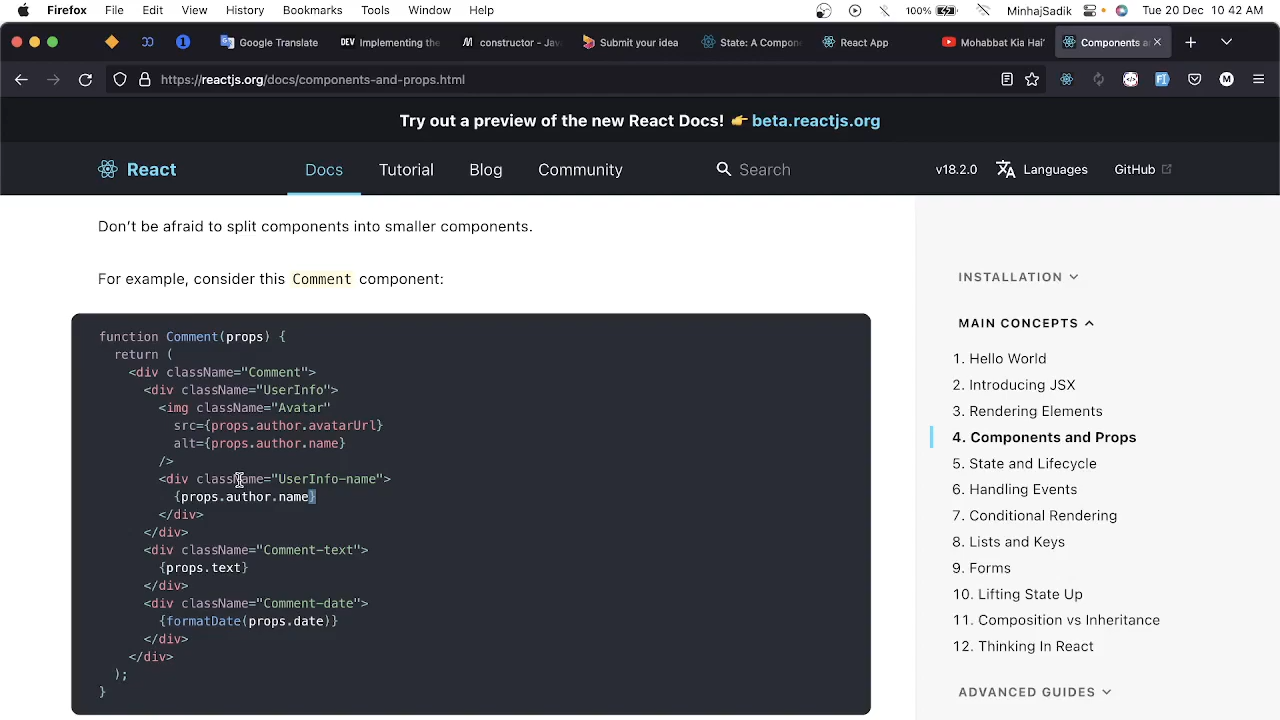 Firefox File Edit View History Bookmarks Tools Window Help 100% MinhajSadik Tue 20 Dec 10:42 AM
Google Translate DEV Implementing the constructor - Jav Submit your idea State: A Compone React App Mohabbat Kia Hai' Components a
https://reactjs.org/docs/components-and-props.html
Try out a preview of the new React Docs! 👉 beta.reactjs.org
React Docs Tutorial Blog Community Search v18.2.0 Languages GitHub
Don't be afraid to split components into smaller components.
For example, consider this Comment component:
function Comment(props) {
return (
<div className="Comment">
<div className="UserInfo">
<img className="Avatar"
src={props.author.avatarUrl}
alt={props.author.name}
/>
<div className="UserInfo-name">
{props.author.name}
</div>
</div>
<div className="Comment-text">
{props.text}
</div>
<div className="Comment-date">
{formatDate(props.date)}
</div>
</div>
);
}
INSTALLATION
MAIN CONCEPTS
1. Hello World
2. Introducing JSX
3. Rendering Elements
4. Components and Props
5. State and Lifecycle
6. Handling Events
7. Conditional Rendering
8. Lists and Keys
9. Forms
10. Lifting State Up
11. Composition vs Inheritance
12. Thinking In React
ADVANCED GUIDES